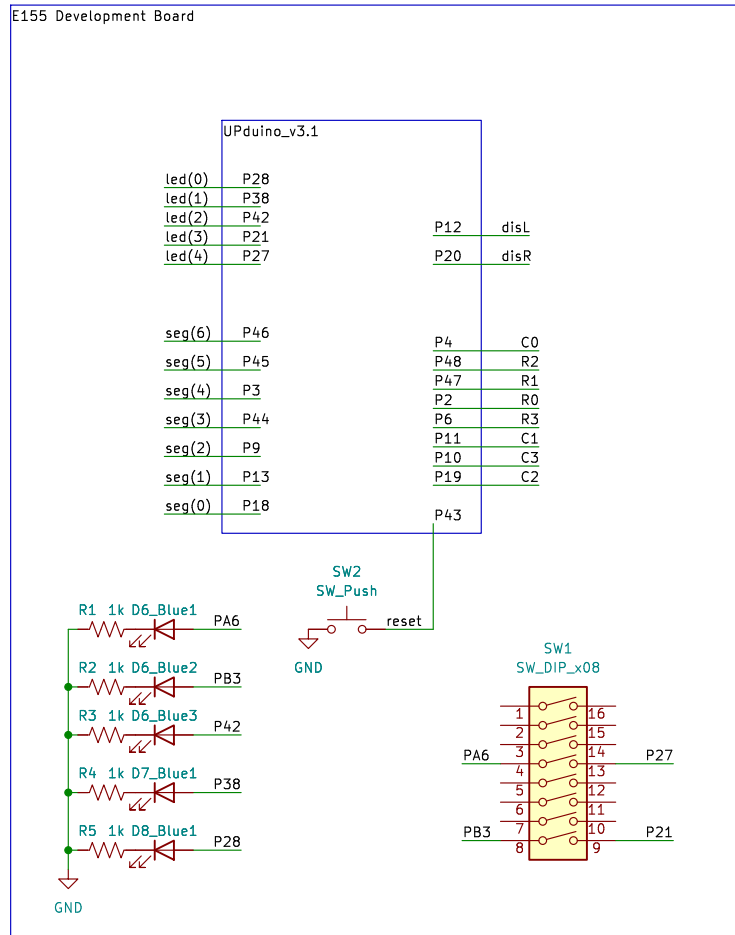 E155 Development Board
UPduino_v3.1
led(0) P28
led(1) P38
led(2) P42
led(3) P21
led(4) P27
P12 disL
P20 disR
seg(6) P46
seg(5) P45
seg(4) P3
seg(3) P44
seg(2) P9
seg(1) P13
seg(0) P18
P4 C0
P48 R2
P47 R1
P2 R0
P6 R3
P11 C1
P10 C3
P19 C2
P43
SW2
SW_Push
reset
GND
R1 1k D6_Blue1 PA6
R2 1k D6_Blue2 PB3
R3 1k D6_Blue3 P42
R4 1k D7_Blue1 P38
R5 1k D8_Blue1 P28
GND
SW1
SW_DIP_x08
1 16
2 15
PA6 3 14 P27
4 13
5 12
6 11
PB3 7 10 P21
8 9